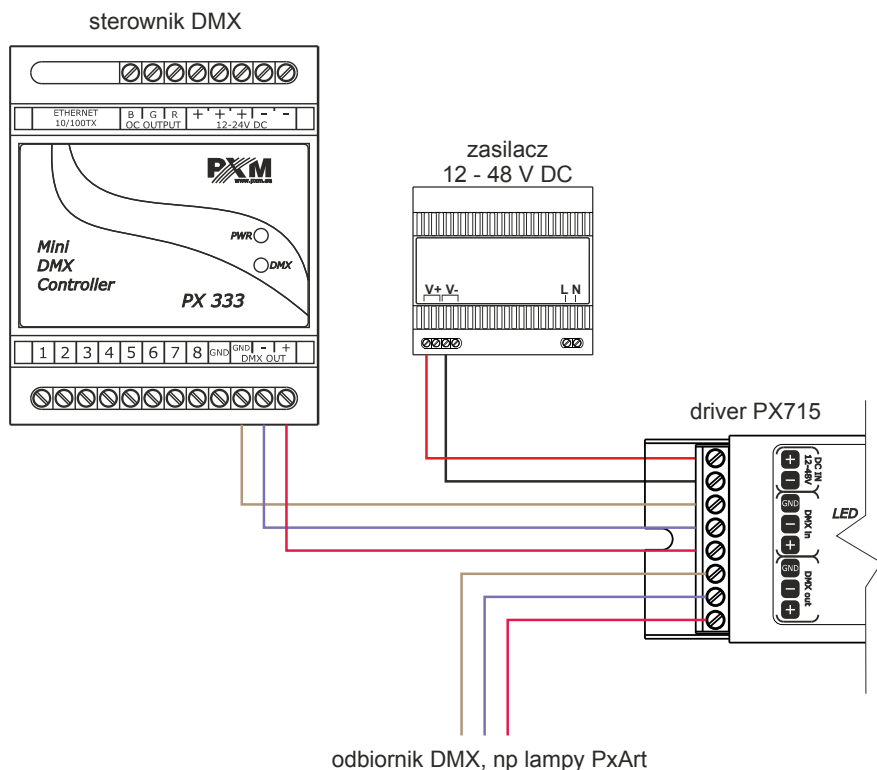 sterownik DMX
ETHERNET
10/100TX
B G R + + + - -
OC OUTPUT 12-24V DC
PXM
www.pxm.eu
PWR
DMX
Mini
DMX
Controller
PX 333
1 2 3 4 5 6 7 8 GND GND - +
DMX OUT
zasilacz
12 - 48 V DC
V+ V- L N
driver PX715
+
-
DC IN
12-48V
GND
-
+
DMX in
GND
-
+
DMX out
LED
odbiornik DMX, np lampy PxArt